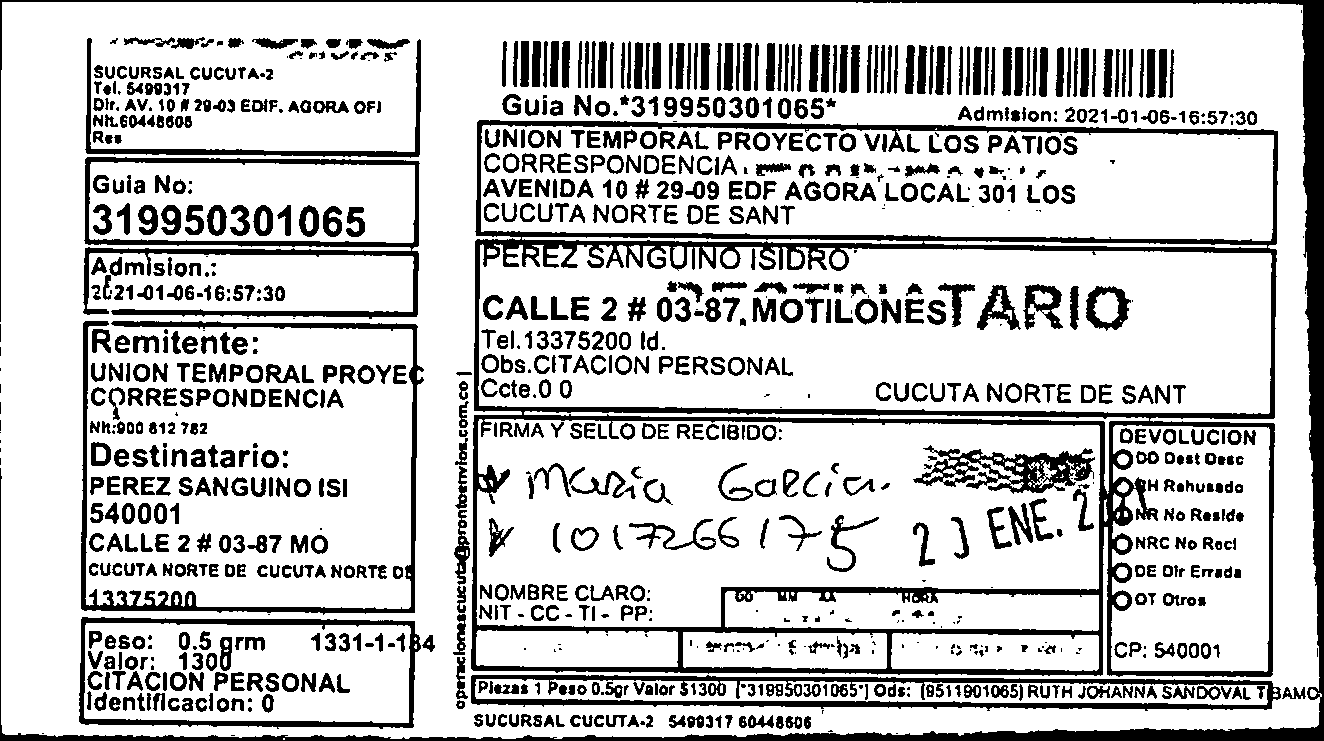 SUCURSAL CUCUTA-2
Tel. 5499317
Dir. AV. 10 # 29-03 EDIF. AGORA OFI
Nit.60448606
Res
Guia No:
319950301065
Admision.:
2021-01-06-16:57:30
Remitente:
UNION TEMPORAL PROYEC
CORRESPONDENCIA
Nit:900 612 782
Destinatario:
PEREZ SANGUINO ISI
540001
CALLE 2 # 03-87 MO
CUCUTA NORTE DE CUCUTA NORTE DE
13375200
Peso: 0.5 grm 1331-1-184
Valor: 1300
CITACION PERSONAL
Identificacion: 0
Guia No.*319950301065*
Admision: 2021-01-06-16:57:30
UNION TEMPORAL PROYECTO VIAL LOS PATIOS
CORRESPONDENCIA
AVENIDA 10 # 29-09 EDF AGORA LOCAL 301 LOS
CUCUTA NORTE DE SANT
PEREZ SANGUINO ISIDRO
CALLE 2 # 03-87, MOTILONES TARIO
Tel.13375200 Id.
Obs.CITACION PERSONAL
Ccte.0 0 CUCUTA NORTE DE SANT
operacionescucuta@prontoenvios.com.co
FIRMA Y SELLO DE RECIBIDO:
Maria Garcia.
1017266175
23 ENE.
NOMBRE CLARO:
NIT - CC - TI - PP:
DD MM AA HORA
DEVOLUCION
DD Dest Desc
RH Rehusado
NR No Reside
NRC No Recl
DE Dir Errada
OT Otros
CP: 540001
Piezas 1 Peso 0.5gr Valor $1300 (*319950301065*) Ods: (9511901065) RUTH JOHANNA SANDOVAL TIBAMO
SUCURSAL CUCUTA-2 5499317 60448606